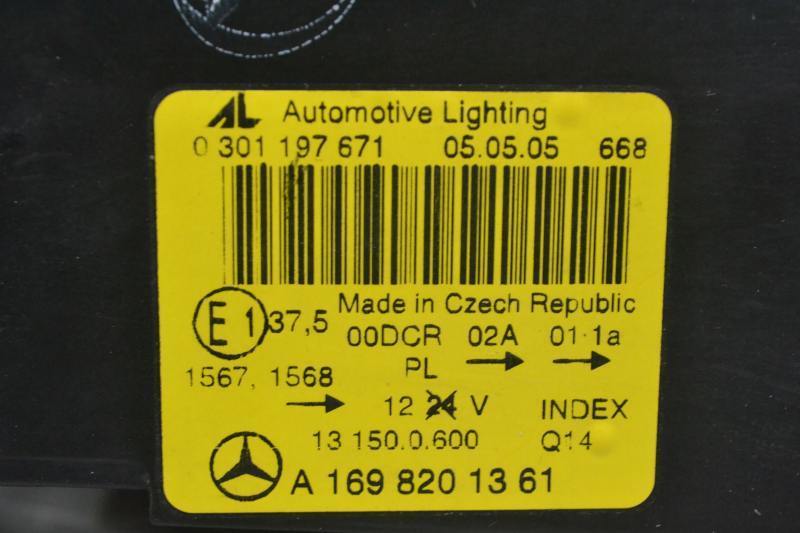 AL Automotive Lighting
0 301 197 671 05.05.05 668
Made in Czech Republic
E 1 37,5 00DCR 02A 01 1a
PL → →
1567, 1568
→ 12 24 V INDEX
13 150.0.600 Q14
A 169 820 13 61